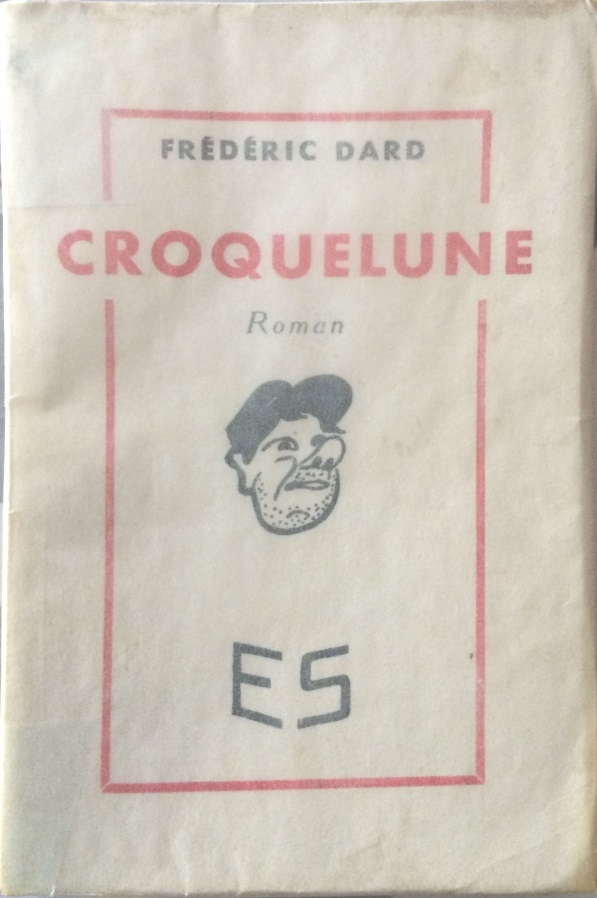 FRÉDÉRIC DARD
CROQUELUNE
Roman
ES